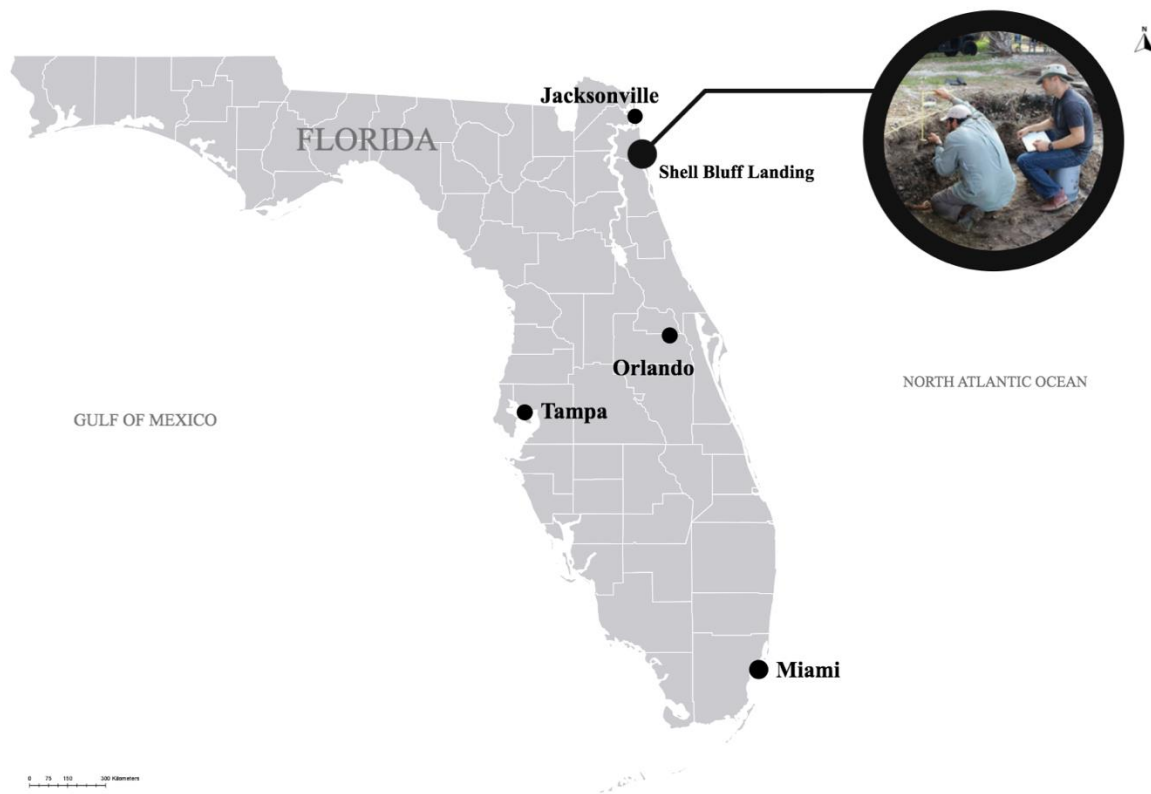 N
Jacksonville
FLORIDA
Shell Bluff Landing
Orlando
NORTH ATLANTIC OCEAN
Tampa
GULF OF MEXICO
Miami
0 75 150 300 Kilometers